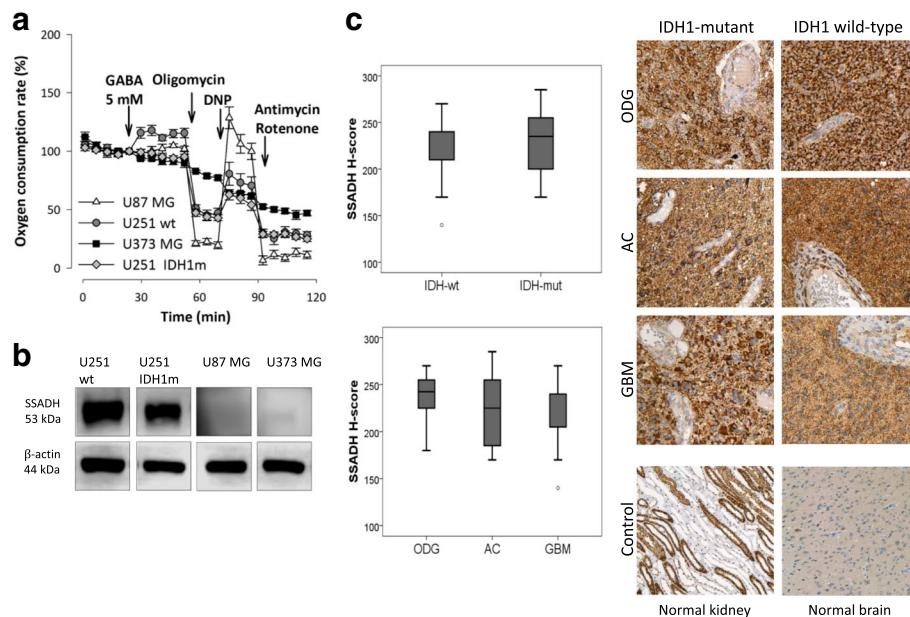 a
Oxygen consumption rate (%)
150
100
50
0
GABA
5 mM
Oligomycin
DNP
Antimycin
Rotenone
U87 MG
U251 wt
U373 MG
U251 IDH1m
0 30 60 90 120
Time (min)
b
U251
wt
U251
IDH1m
U87 MG
U373 MG
SSADH
53 kDa
β-actin
44 kDa
c
SSADH H-score
300
250
200
150
100
IDH-wt IDH-mut
SSADH H-score
300
250
200
150
100
ODG AC GBM
IDH1-mutant IDH1 wild-type
ODG
AC
GBM
Control
Normal kidney Normal brain